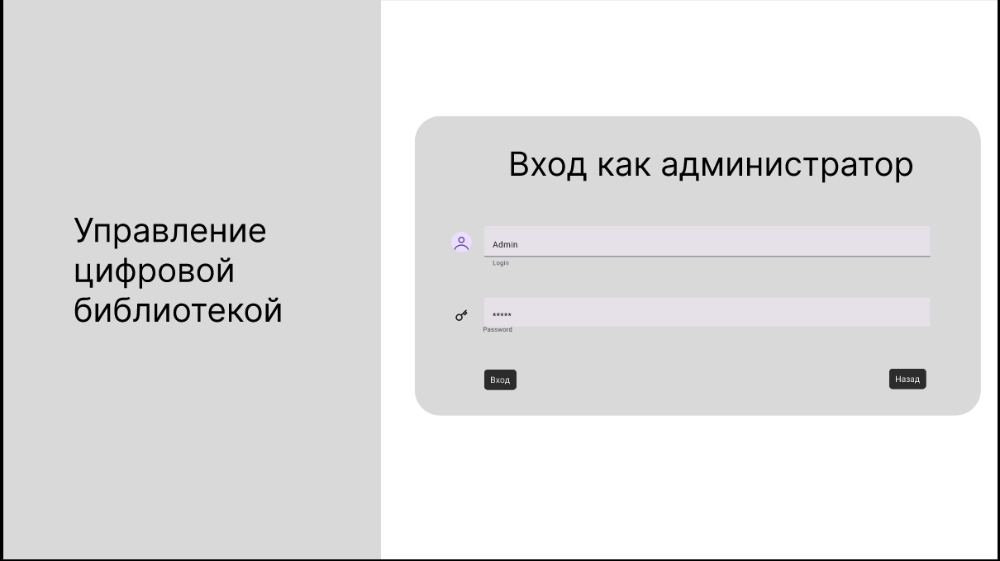 Управление
цифровой
библиотекой
Вход как администратор
Admin
Login
*****
Password
Вход
Назад